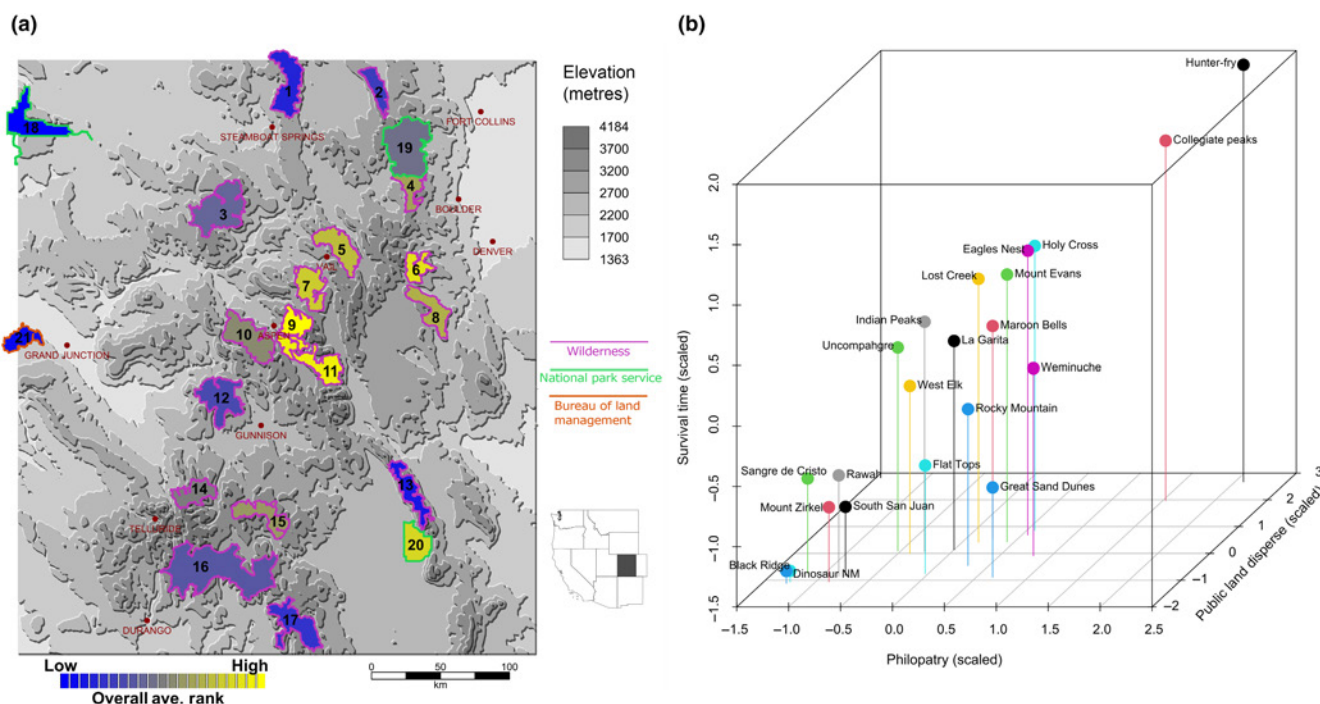 (a)
Elevation
(metres)
4184
3700
3200
2700
2200
1700
1363
1
2
18
STEAMBOAT SPRINGS
FORT COLLINS
19
4
3
BOULDER
5
DENVER
VAIL
6
7
8
9
10
ASPEN
21
GRAND JUNCTION
11
12
GUNNISON
13
14
TELLURIDE
15
20
16
17
DURANGO
Wilderness
National park service
Bureau of land
management
Low
High
Overall ave. rank
0
50
100
km
(b)
Hunter-fry
Collegiate peaks
Holy Cross
Eagles Nest
Mount Evans
Lost Creek
Indian Peaks
Maroon Bells
La Garita
Uncompahgre
Weminuche
West Elk
Rocky Mountain
Flat Tops
Sangre de Cristo
Rawah
Great Sand Dunes
Mount Zirkel
South San Juan
Black Ridge
Dinosaur NM
Survival time (scaled)
2.0
1.5
1.0
0.5
0.0
−0.5
−1.0
−1.5
−1.5
−1.0
−0.5
0.0
0.5
1.0
1.5
2.0
2.5
Philopatry (scaled)
−2
−1
0
1
2
3
Public land disperse (scaled)